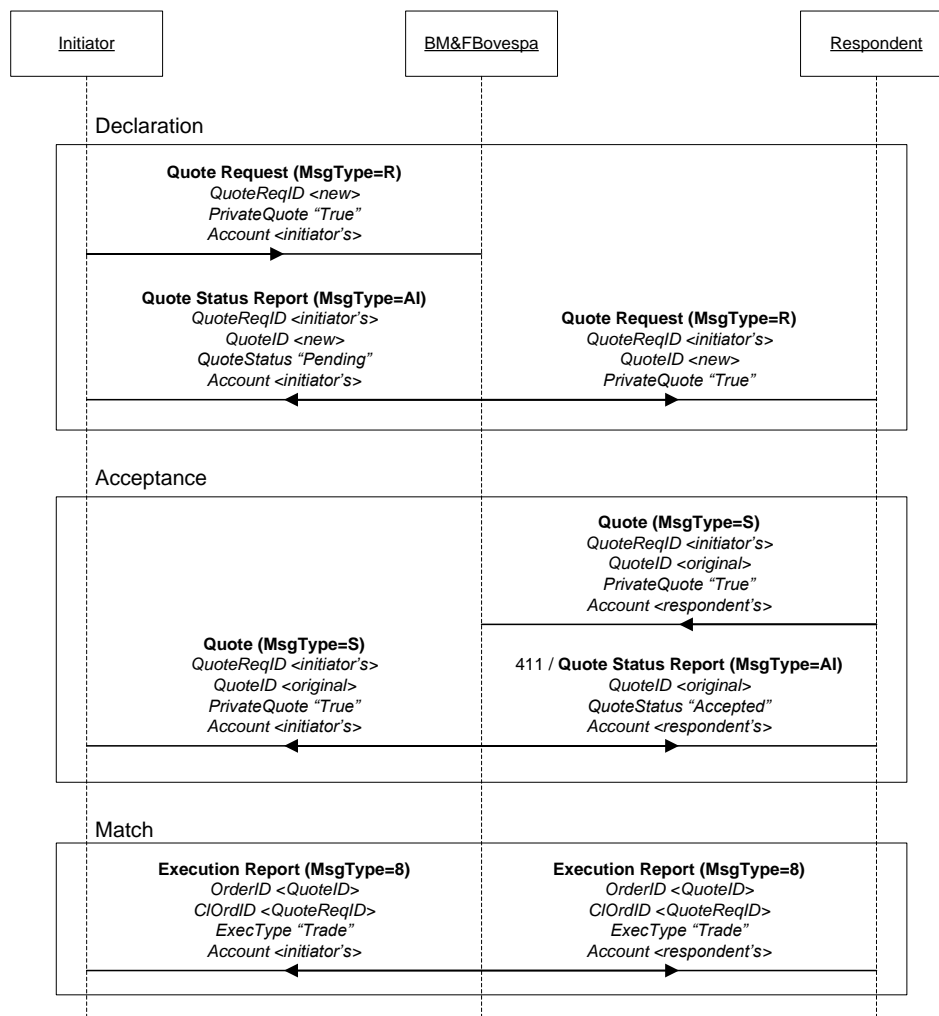 Initiator
BM&FBovespa
Respondent
Declaration
Quote Request (MsgType=R)
QuoteReqID <new>
PrivateQuote “True”
Account <initiator’s>
Quote Status Report (MsgType=AI)
QuoteReqID <initiator’s>
QuoteID <new>
QuoteStatus “Pending”
Account <initiator’s>
Quote Request (MsgType=R)
QuoteReqID <initiator’s>
QuoteID <new>
PrivateQuote “True”
Acceptance
Quote (MsgType=S)
QuoteReqID <initiator’s>
QuoteID <original>
PrivateQuote “True”
Account <respondent’s>
Quote (MsgType=S)
QuoteReqID <initiator’s>
QuoteID <original>
PrivateQuote “True”
Account <initiator’s>
411 / Quote Status Report (MsgType=AI)
QuoteID <original>
QuoteStatus “Accepted”
Account <respondent’s>
Match
Execution Report (MsgType=8)
OrderID <QuoteID>
ClOrdID <QuoteReqID>
ExecType “Trade”
Account <initiator’s>
Execution Report (MsgType=8)
OrderID <QuoteID>
ClOrdID <QuoteReqID>
ExecType “Trade”
Account <respondent’s>